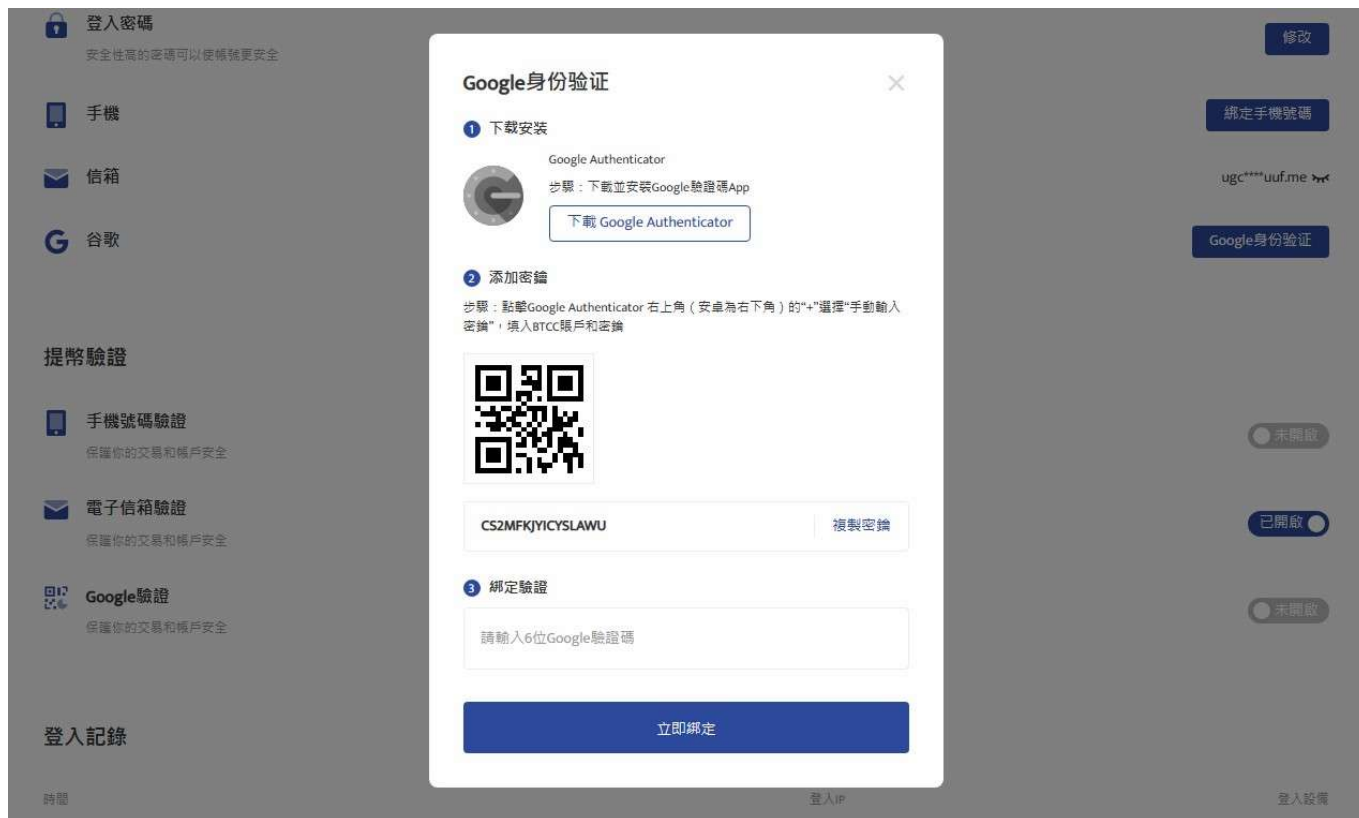 登入密碼
安全性高的密碼可以使帳號更安全
修改
手機
綁定手機號碼
信箱
ugc****uuf.me
谷歌
Google身份验证
提幣驗證
手機號碼驗證
保護你的交易和帳戶安全
未開啟
電子信箱驗證
保護你的交易和帳戶安全
已開啟
Google驗證
保護你的交易和帳戶安全
未開啟
登入記錄
時間
登入IP
登入設備
Google身份验证
1 下载安装
Google Authenticator
步驟：下載並安裝Google驗證碼App
下載 Google Authenticator
2 添加密鑰
步驟：點擊Google Authenticator 右上角（安卓為右下角）的“+”選擇“手動輸入
密鑰”，填入BTCC賬戶和密鑰
CS2MFKJYICYSLAWU
複製密鑰
3 綁定驗證
請輸入6位Google驗證碼
立即綁定